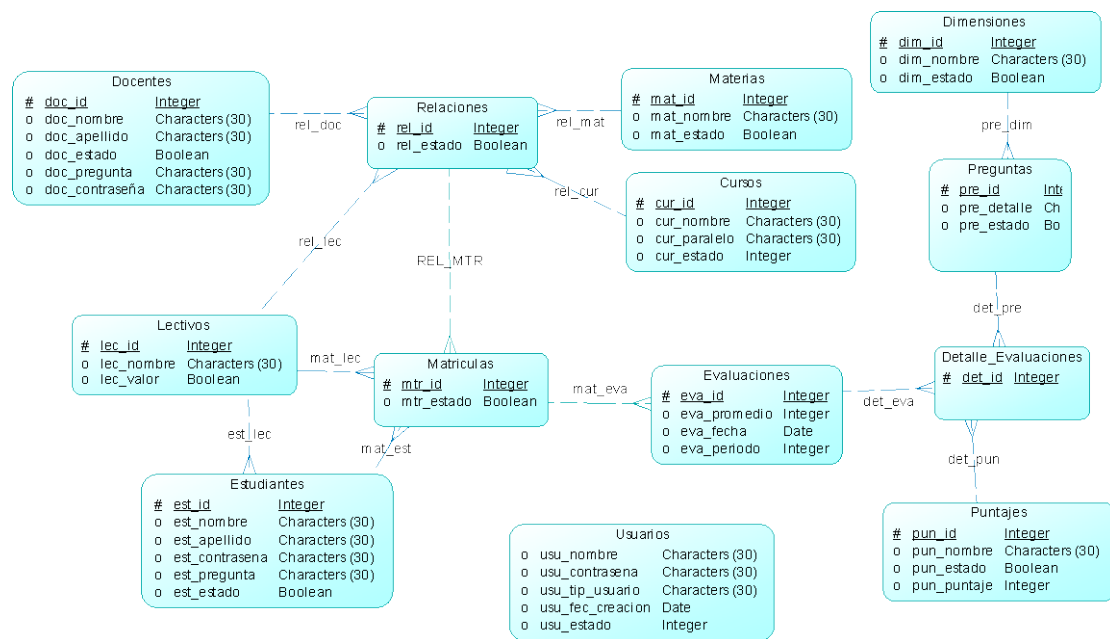 Dimensiones
# dim_id Integer
o dim_nombre Characters (30)
o dim_estado Boolean
Docentes
# doc_id Integer
o doc_nombre Characters (30)
o doc_apellido Characters (30)
o doc_estado Boolean
o doc_pregunta Characters (30)
o doc_contraseña Characters (30)
rel_doc
Relaciones
# rel_id Integer
o rel_estado Boolean
rel_mat
Materias
# mat_id Integer
o mat_nombre Characters (30)
o mat_estado Boolean
pre_dim
Preguntas
# pre_id Inte
o pre_detalle Ch
o pre_estado Bo
rel_cur
Cursos
# cur_id Integer
o cur_nombre Characters (30)
o cur_paralelo Characters (30)
o cur_estado Integer
rel_lec
REL_MTR
det_pre
Lectivos
# lec_id Integer
o lec_nombre Characters (30)
o lec_valor Boolean
mat_lec
Matriculas
# mtr_id Integer
o mtr_estado Boolean
mat_eva
Evaluaciones
# eva_id Integer
o eva_promedio Integer
o eva_fecha Date
o eva_periodo Integer
det_eva
Detalle_Evaluaciones
# det_id Integer
est_lec
mat_est
det_pun
Estudiantes
# est_id Integer
o est_nombre Characters (30)
o est_apellido Characters (30)
o est_contrasena Characters (30)
o est_pregunta Characters (30)
o est_estado Boolean
Usuarios
o usu_nombre Characters (30)
o usu_contrasena Characters (30)
o usu_tip_usuario Characters (30)
o usu_fec_creacion Date
o usu_estado Integer
Puntajes
# pun_id Integer
o pun_nombre Characters (30)
o pun_estado Boolean
o pun_puntaje Integer